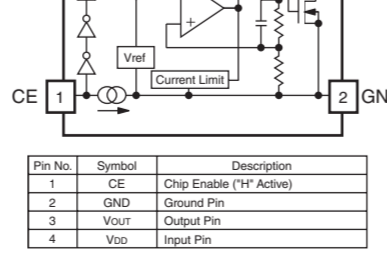 +
Vref
Current Limit
CE 1
2 GN
Pin No. Symbol Description
1 CE Chip Enable ("H" Active)
2 GND Ground Pin
3 VOUT Output Pin
4 VDD Input Pin